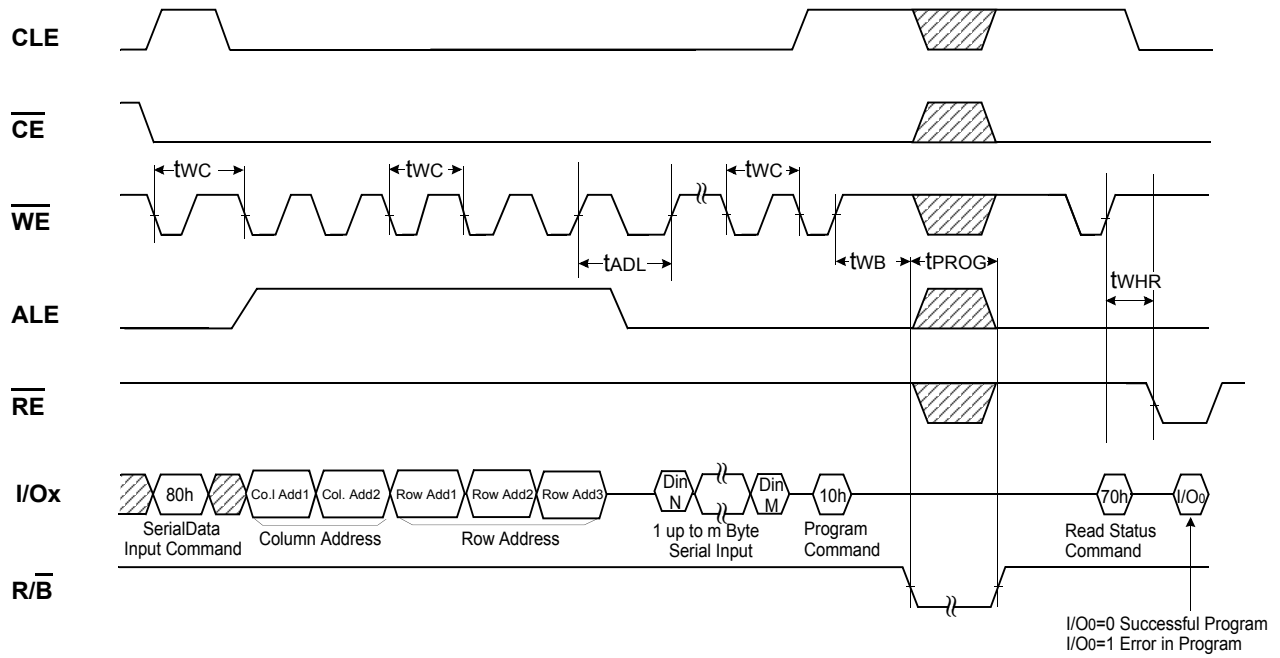 CLE
CE
tWC
tWC
tWC
WE
tADL
tWB
tPROG
tWHR
ALE
RE
I/Ox
80h
Co.l Add1
Col. Add2
Row Add1
Row Add2
Row Add3
Din
N
Din
M
10h
70h
I/O0
SerialData
Input Command
Column Address
Row Address
1 up to m Byte
Serial Input
Program
Command
Read Status
Command
R/B
I/O0=0 Successful Program
I/O0=1 Error in Program